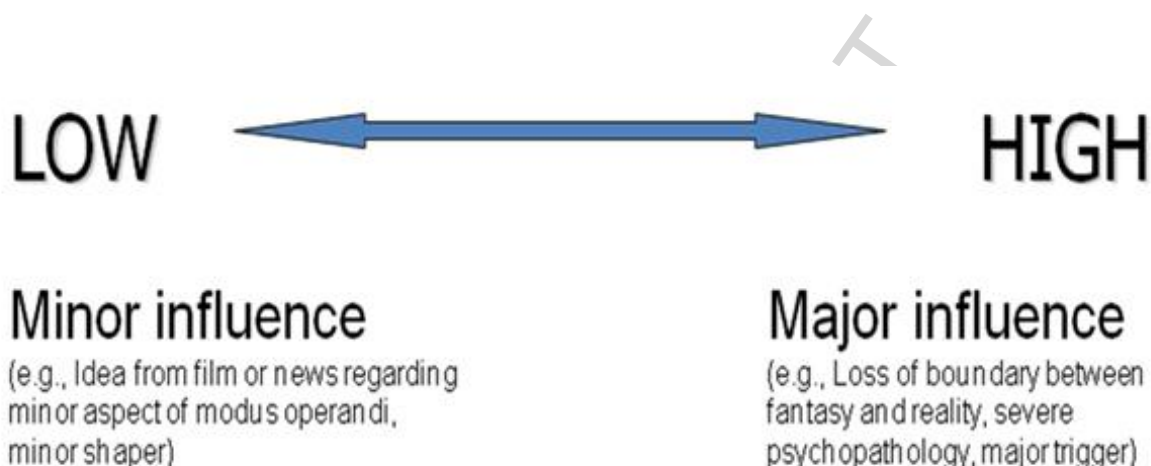 LOW HIGH
Minor influence
(e.g., Idea from film or news regarding
minor aspect of modus operandi,
minor shaper)
Major influence
(e.g., Loss of boundary between
fantasy and reality, severe
psychopathology, major trigger)